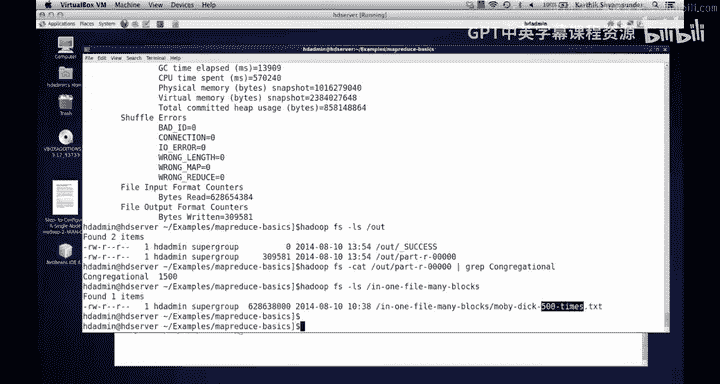 VirtualBox VM Machine View Devices Help
Karthik Shyamsunder
hdserver [Running]
Applications Places System
hdadmin
GPT中英字幕课程资源
bilibili
Computer
Trash
hdadmin@hdserver:~/Examples/mapreduce-basics
File Edit View Search Terminal Help
GC time elapsed (ms)=13909
CPU time spent (ms)=570240
Physical memory (bytes) snapshot=1016279040
Virtual memory (bytes) snapshot=2384027648
Total committed heap usage (bytes)=858148864
Shuffle Errors
BAD_ID=0
CONNECTION=0
IO_ERROR=0
WRONG_LENGTH=0
WRONG_MAP=0
WRONG_REDUCE=0
File Input Format Counters
Bytes Read=628654384
File Output Format Counters
Bytes Written=309581
hdadmin@hdserver ~/Examples/mapreduce-basics]$hadoop fs -ls /out
Found 2 items
-rw-r--r-- 1 hdadmin supergroup 0 2014-08-10 13:54 /out/_SUCCESS
-rw-r--r-- 1 hdadmin supergroup 309581 2014-08-10 13:54 /out/part-r-00000
hdadmin@hdserver ~/Examples/mapreduce-basics]$hadoop fs -cat /out/part-r-00000 | grep Congregational
Congregational 1500
hdadmin@hdserver ~/Examples/mapreduce-basics]$hadoop fs -ls /in-one-file-many-blocks
Found 1 items
-rw-r--r-- 1 hdadmin supergroup 628638000 2014-08-10 10:38 /in-one-file-many-blocks/moby-dick-500-times.txt
hdadmin@hdserver ~/Examples/mapreduce-basics]$
hdadmin@hdserver ~/Examples/mapreduce-basics]$